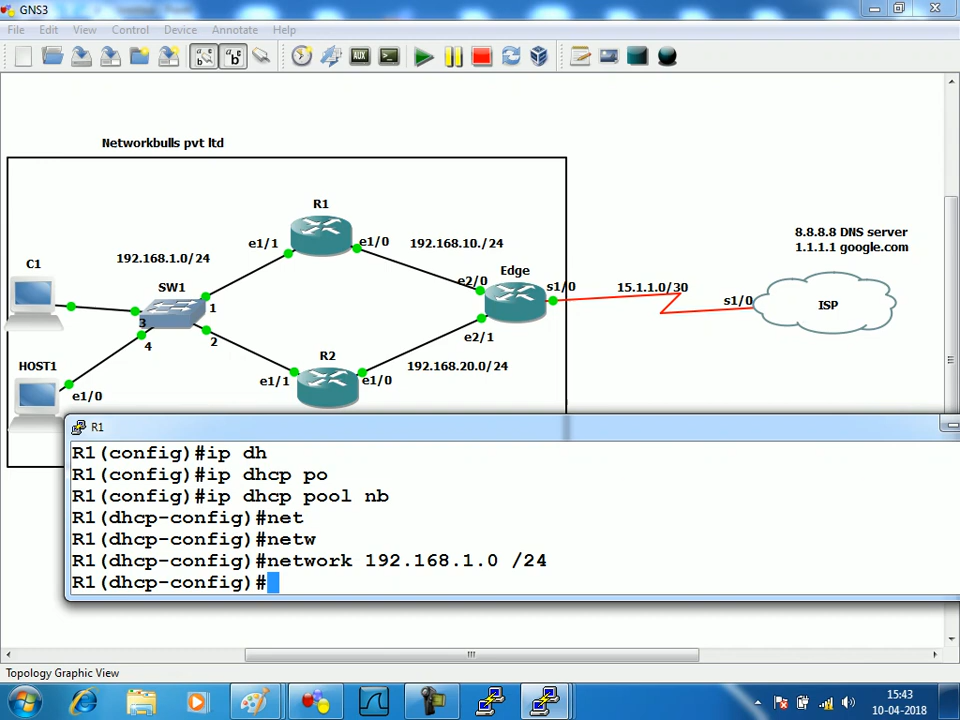 GNS3
File Edit View Control Device Annotate Help
AUX
Networkbulls pvt ltd
R1
e1/1
e1/0
192.168.10./24
8.8.8.8 DNS server
1.1.1.1 google.com
C1
192.168.1.0/24
SW1
Edge
e2/0
s1/0
15.1.1.0/30
s1/0
ISP
1
3
4
2
e2/1
HOST1
e1/0
R2
e1/1
e1/0
192.168.20.0/24
R1
R1(config)#ip dh
R1(config)#ip dhcp po
R1(config)#ip dhcp pool nb
R1(dhcp-config)#net
R1(dhcp-config)#netw
R1(dhcp-config)#network 192.168.1.0 /24
R1(dhcp-config)#
Topology Graphic View
15:43
10-04-2018